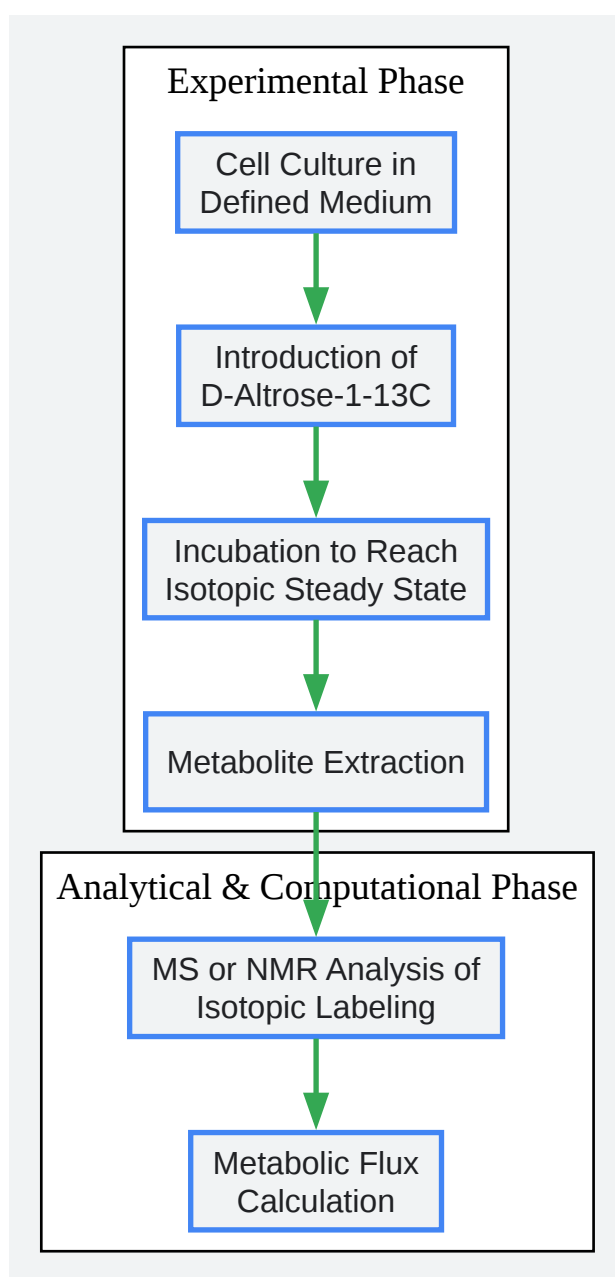 Experimental Phase
Cell Culture in
Defined Medium
Introduction of
D-Altrose-1-13C
Incubation to Reach
Isotopic Steady State
Metabolite Extraction
Analytical & Computational Phase
MS or NMR Analysis of
Isotopic Labeling
Metabolic Flux
Calculation